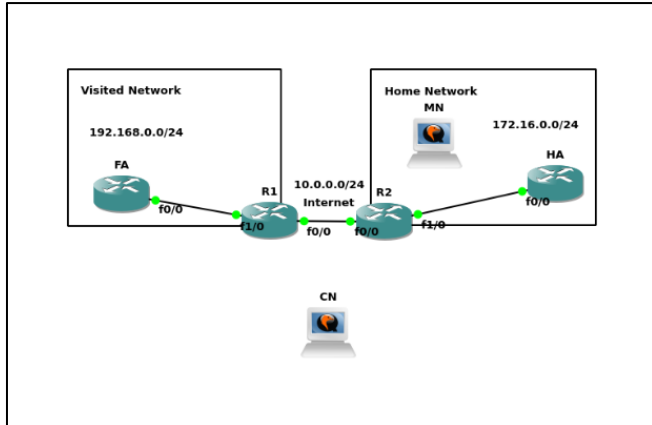 Visited Network
Home Network
MN
192.168.0.0/24
172.16.0.0/24
FA
HA
R1
10.0.0.0/24
R2
Internet
f0/0
f1/0
f0/0
f0/0
f1/0
f0/0
CN